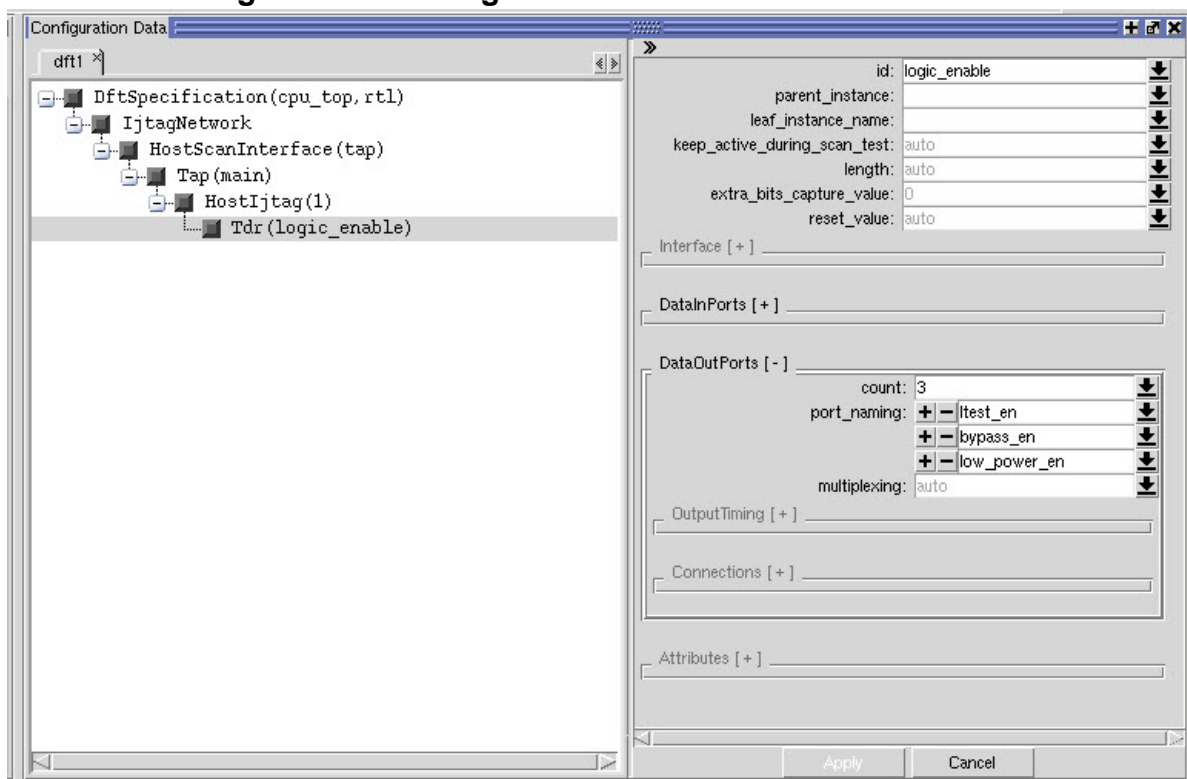 Configuration Data
dft1
DftSpecification(cpu_top,rtl)
IjtagNetwork
HostScanInterface(tap)
Tap(main)
HostIjtag(1)
Tdr(logic_enable)
id: logic_enable
parent_instance:
leaf_instance_name:
keep_active_during_scan_test: auto
length: auto
extra_bits_capture_value: 0
reset_value: auto
Interface [ + ]
DataInPorts [ + ]
DataOutPorts [ - ]
count: 3
port_naming: + - ltest_en
+ - bypass_en
+ - low_power_en
multiplexing: auto
OutputTiming [ + ]
Connections [ + ]
Attributes [ + ]
Apply Cancel